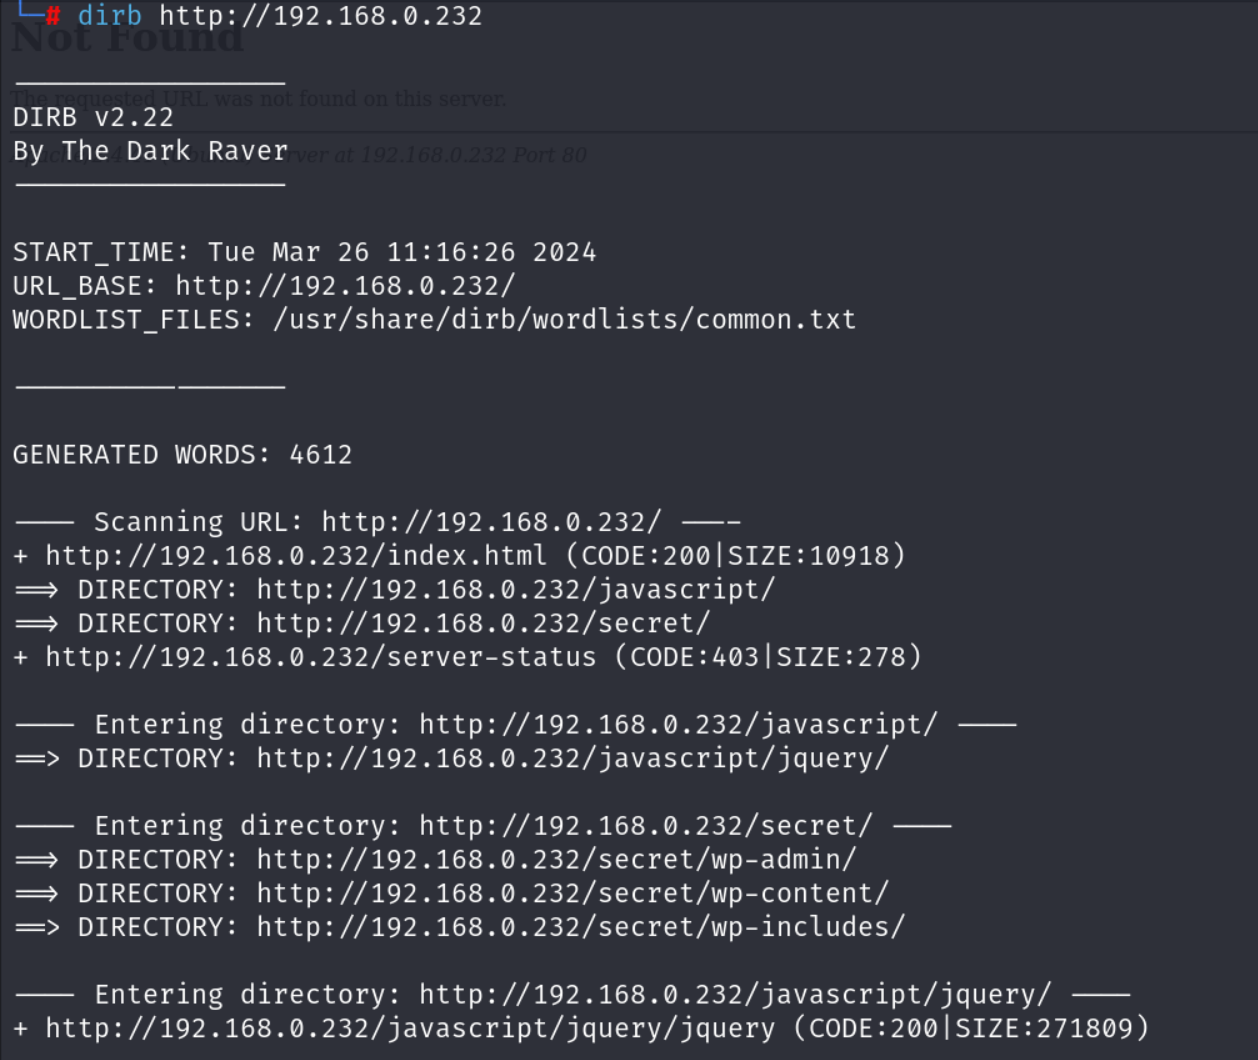 └─# dirb http://192.168.0.232
Not Found
The requested URL was not found on this server.
DIRB v2.22
By The Dark Raver
server at 192.168.0.232 Port 80
START_TIME: Tue Mar 26 11:16:26 2024
URL_BASE: http://192.168.0.232/
WORDLIST_FILES: /usr/share/dirb/wordlists/common.txt
GENERATED WORDS: 4612
---- Scanning URL: http://192.168.0.232/ ----
+ http://192.168.0.232/index.html (CODE:200|SIZE:10918)
==> DIRECTORY: http://192.168.0.232/javascript/
==> DIRECTORY: http://192.168.0.232/secret/
+ http://192.168.0.232/server-status (CODE:403|SIZE:278)
---- Entering directory: http://192.168.0.232/javascript/ ----
==> DIRECTORY: http://192.168.0.232/javascript/jquery/
---- Entering directory: http://192.168.0.232/secret/ ----
==> DIRECTORY: http://192.168.0.232/secret/wp-admin/
==> DIRECTORY: http://192.168.0.232/secret/wp-content/
==> DIRECTORY: http://192.168.0.232/secret/wp-includes/
---- Entering directory: http://192.168.0.232/javascript/jquery/ ----
+ http://192.168.0.232/javascript/jquery/jquery (CODE:200|SIZE:271809)